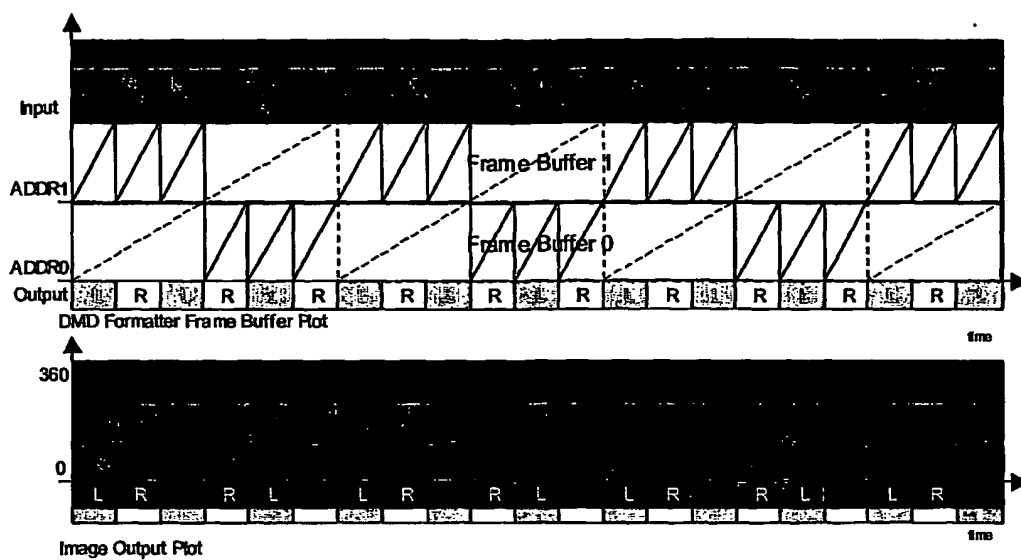 Input
Frame Buffer 1
ADDR1
Frame Buffer 0
ADDR0
Output L R L R L R L R L R L R L R L R L R L R L
DMD Formatter Frame Buffer Plot
time
360
0
L R R L L R R L L R R L L R
Image Output Plot
time